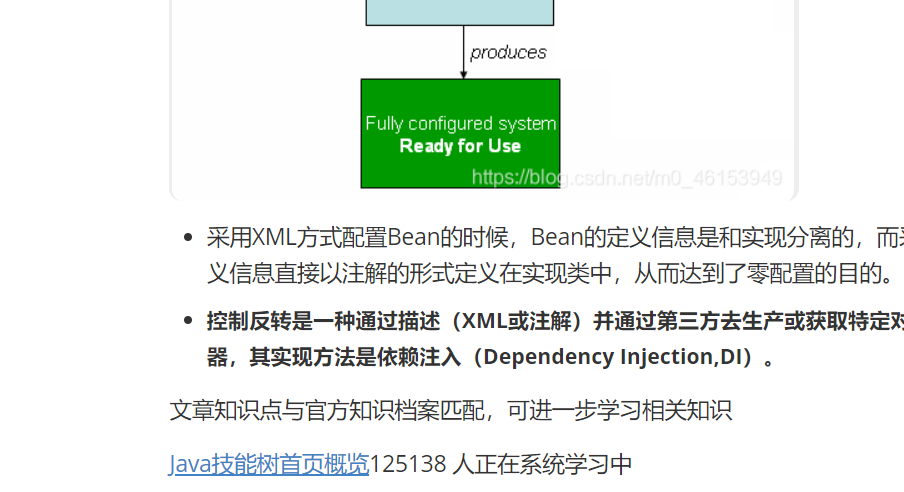 produces
Fully configured system
Ready for Use
https://blog.csdn.net/m0_46153949
采用XML方式配置Bean的时候，Bean的定义信息是和实现分离的，而
义信息直接以注解的形式定义在实现类中，从而达到了零配置的目的。
控制反转是一种通过描述（XML或注解）并通过第三方去生产或获取特定
器，其实现方法是依赖注入（Dependency Injection,DI）。
文章知识点与官方知识档案匹配，可进一步学习相关知识
Java技能树首页概览125138 人正在系统学习中